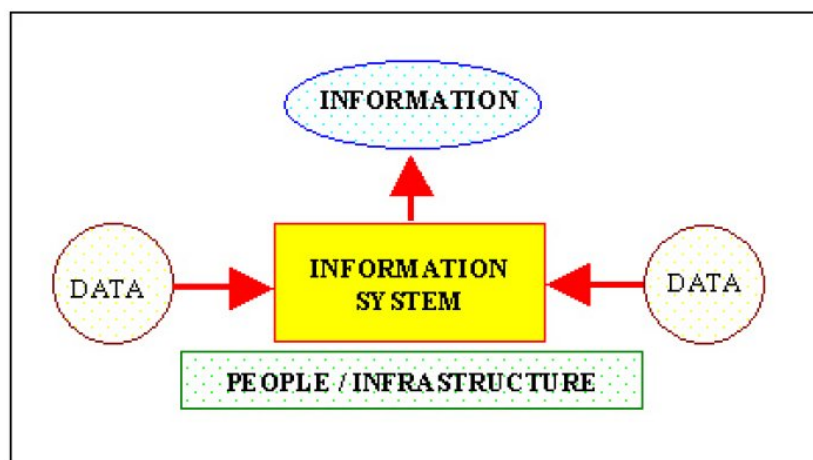 INFORMATION
DATA
INFORMATION
SYSTEM
DATA
PEOPLE / INFRASTRUCTURE